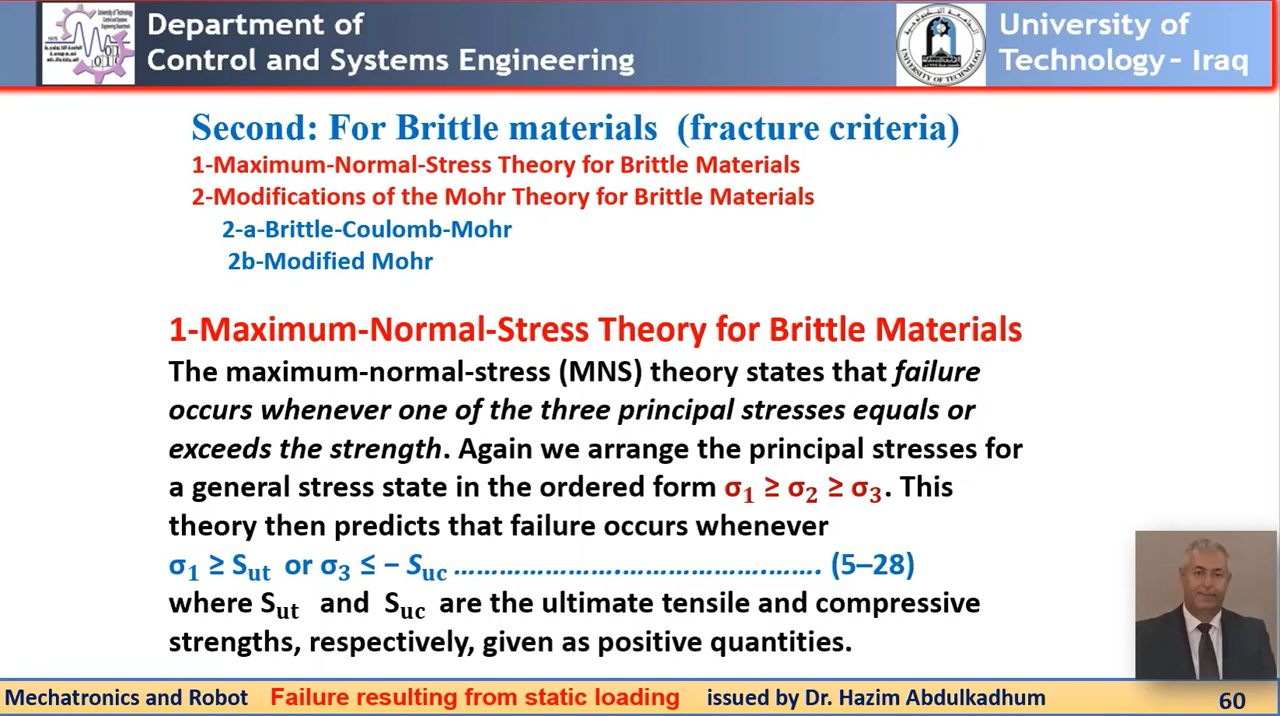 Department of
Control and Systems Engineering
University of
Technology - Iraq
Second: For Brittle materials (fracture criteria)
1-Maximum-Normal-Stress Theory for Brittle Materials
2-Modifications of the Mohr Theory for Brittle Materials
2-a-Brittle-Coulomb-Mohr
2b-Modified Mohr
1-Maximum-Normal-Stress Theory for Brittle Materials
The maximum-normal-stress (MNS) theory states that failure
occurs whenever one of the three principal stresses equals or
exceeds the strength. Again we arrange the principal stresses for
a general stress state in the ordered form σ₁ ≥ σ₂ ≥ σ₃. This
theory then predicts that failure occurs whenever
σ₁ ≥ Sut or σ₃ ≤ − Suc ………………….……………….……. (5–28)
where Sut and Suc are the ultimate tensile and compressive
strengths, respectively, given as positive quantities.
Mechatronics and Robot Failure resulting from static loading issued by Dr. Hazim Abdulkadhum 60